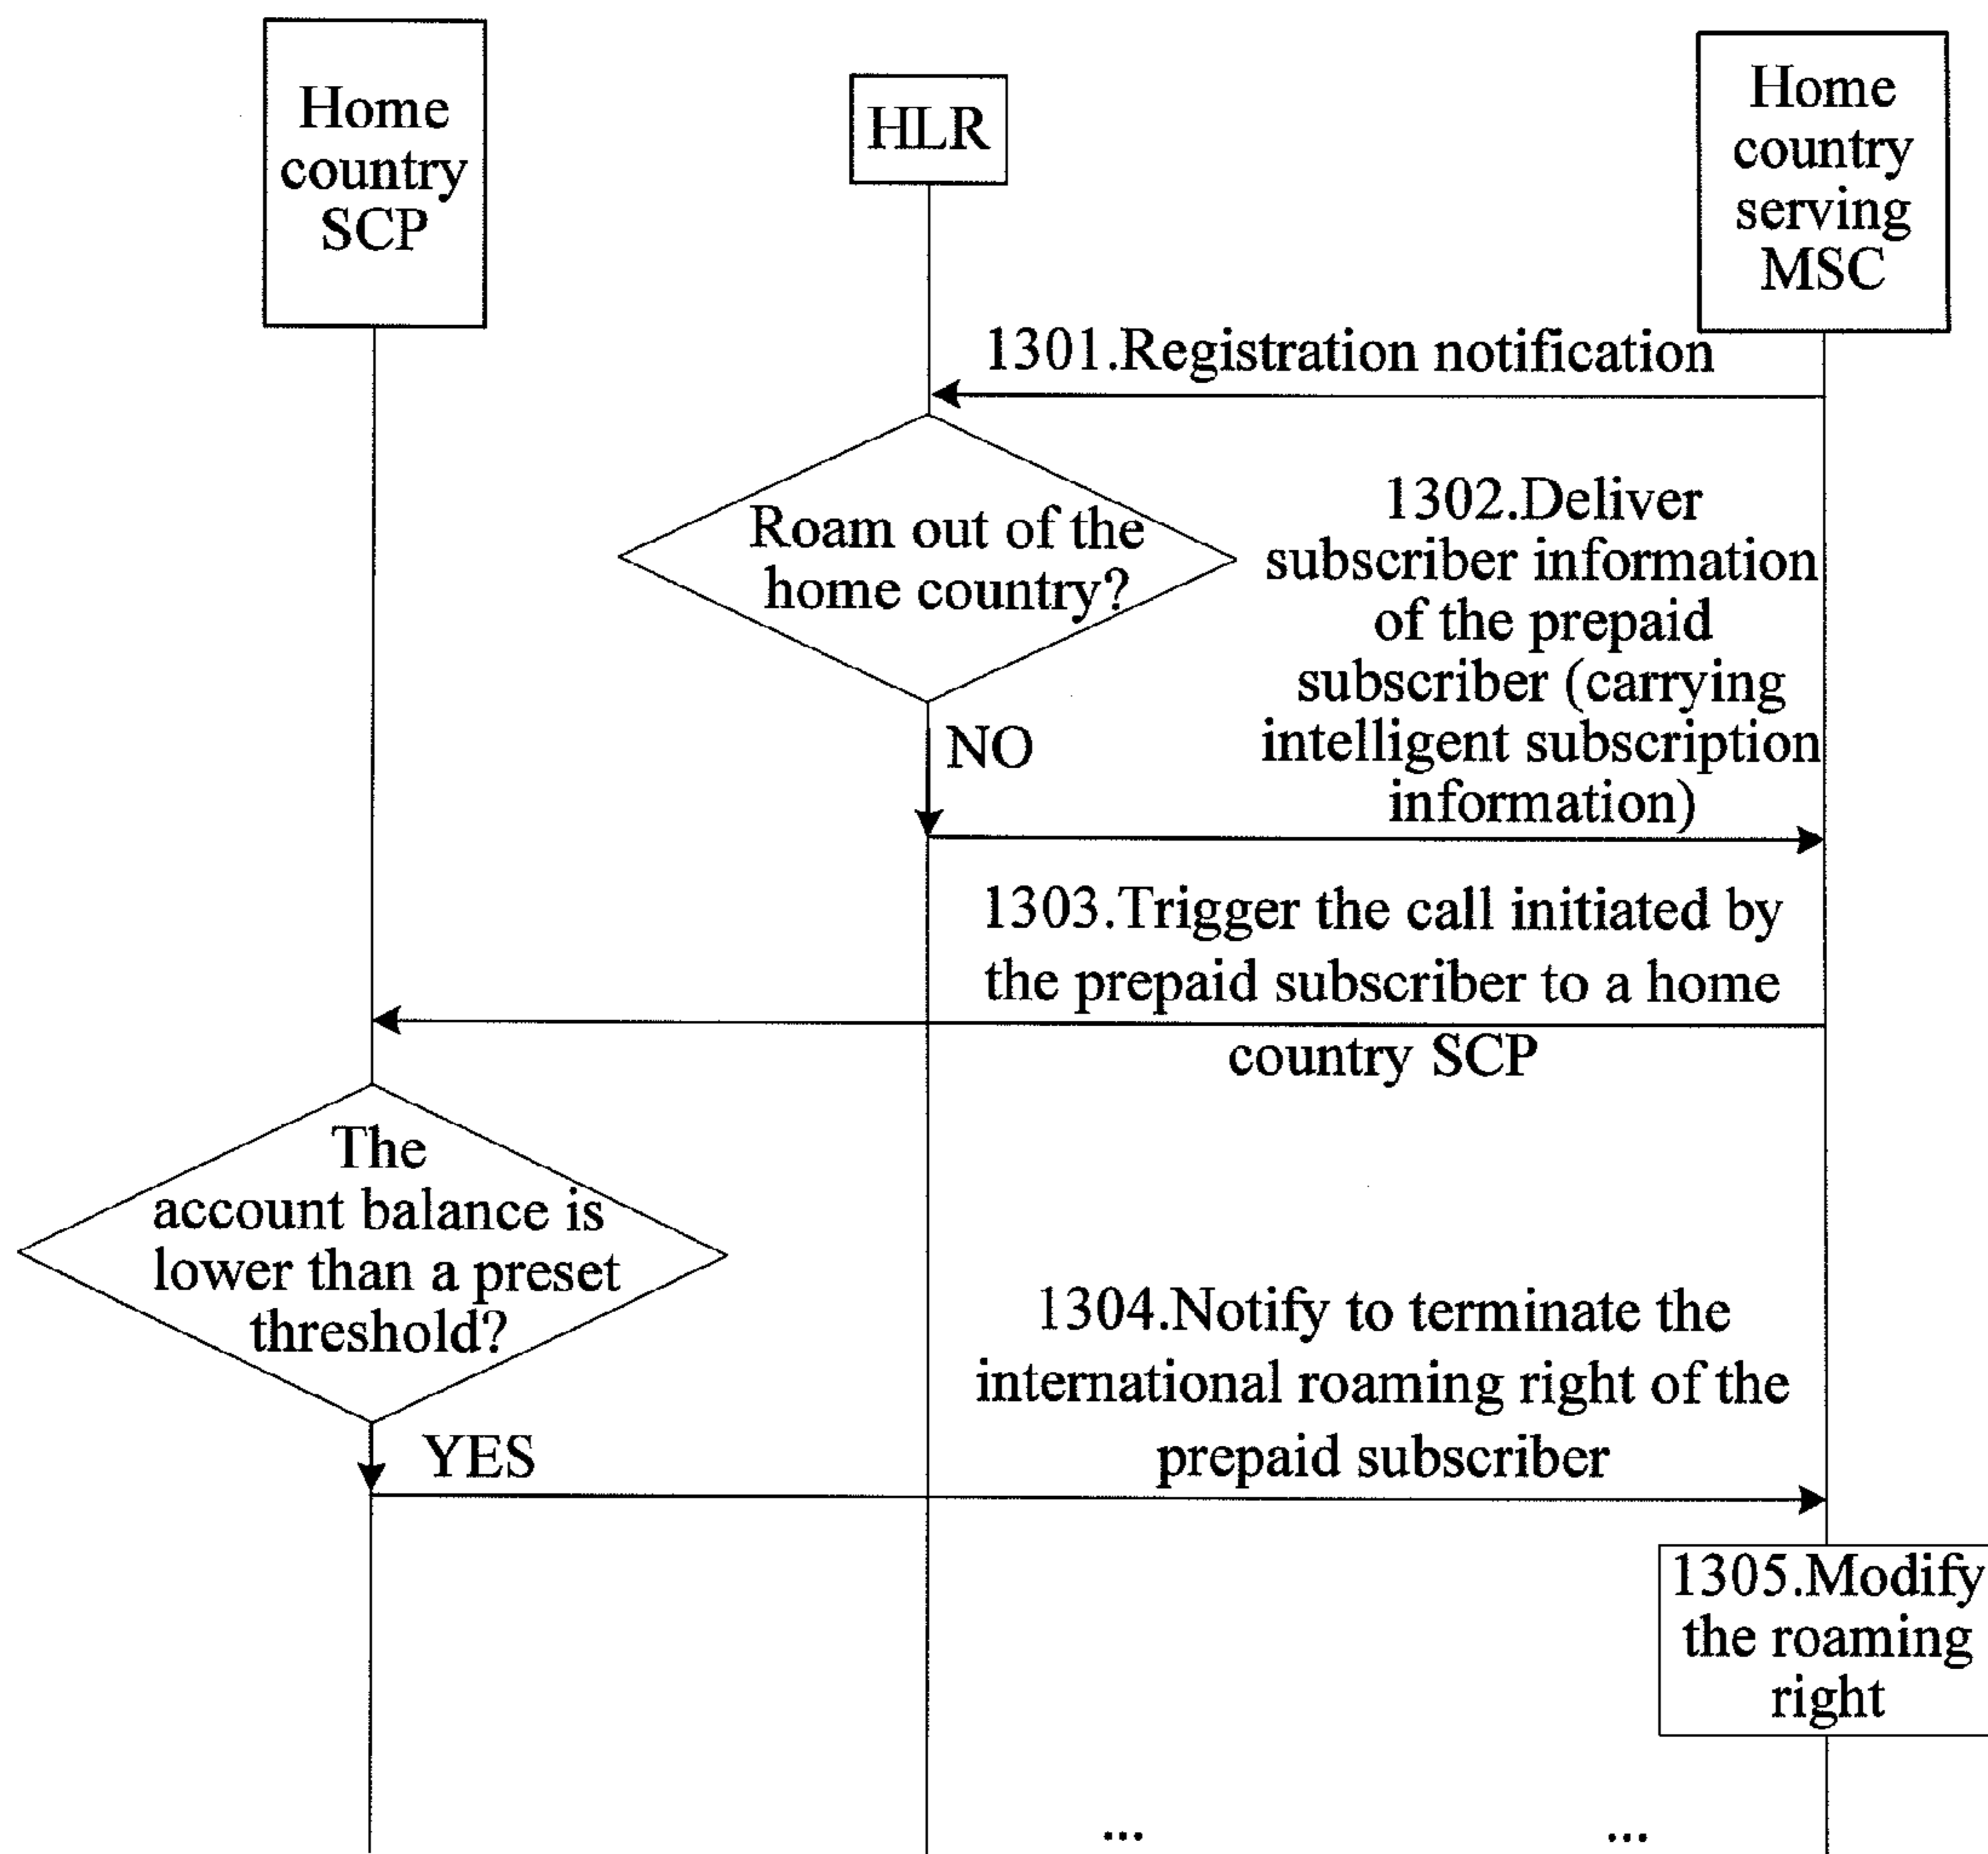 Home
country
SCP
HLR
Home
country
serving
MSC
1301.Registration notification
Roam out of the
home country?
1302.Deliver
subscriber information
of the prepaid
subscriber (carrying
intelligent subscription
information)
NO
1303.Trigger the call initiated by
the prepaid subscriber to a home
country SCP
The
account balance is
lower than a preset
threshold?
1304.Notify to terminate the
international roaming right of the
prepaid subscriber
YES
1305.Modify
the roaming
right
...
...